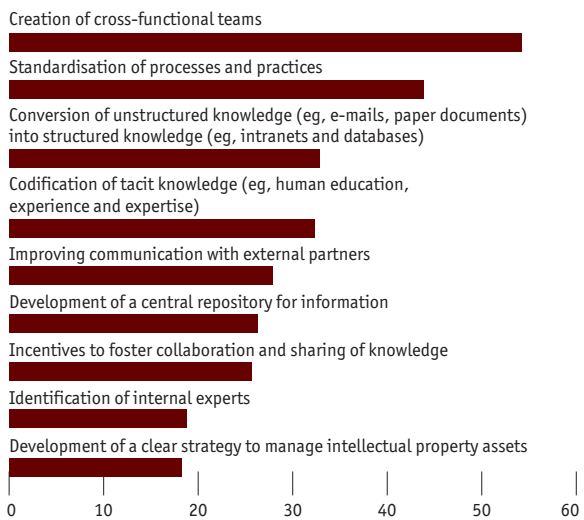 Creation of cross-functional teams
Standardisation of processes and practices
Conversion of unstructured knowledge (eg, e-mails, paper documents)
into structured knowledge (eg, intranets and databases)
Codification of tacit knowledge (eg, human education,
experience and expertise)
Improving communication with external partners
Development of a central repository for information
Incentives to foster collaboration and sharing of knowledge
Identification of internal experts
Development of a clear strategy to manage intellectual property assets
0 10 20 30 40 50 60